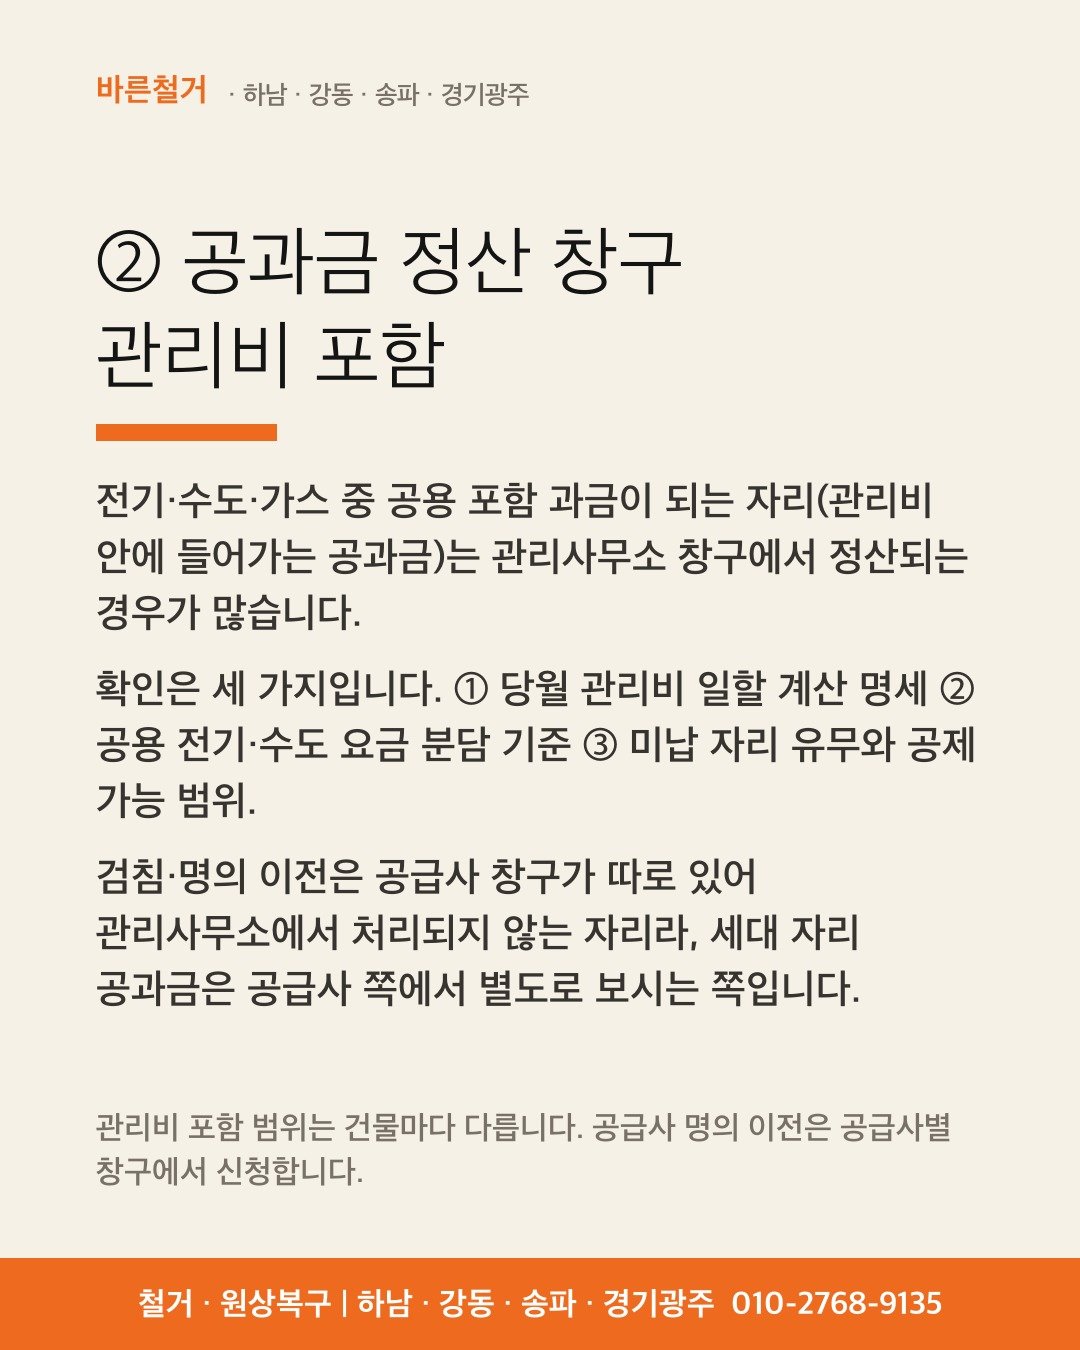 바른철거 · 하남 · 강동 · 송파 · 경기광주
② 공과금 정산 창구
관리비 포함
전기·수도·가스 중 공용 포함 과금이 되는 자리(관리비
안에 들어가는 공과금)는 관리사무소 창구에서 정산되는
경우가 많습니다.
확인은 세 가지입니다. ① 당월 관리비 일할 계산 명세 ②
공용 전기·수도 요금 분담 기준 ③ 미납 자리 유무와 공제
가능 범위.
검침·명의 이전은 공급사 창구가 따로 있어
관리사무소에서 처리되지 않는 자리라, 세대 자리
공과금은 공급사 쪽에서 별도로 보시는 쪽입니다.
관리비 포함 범위는 건물마다 다릅니다. 공급사 명의 이전은 공급사별
창구에서 신청합니다.
철거 · 원상복구 | 하남 · 강동 · 송파 · 경기광주 010-2768-9135